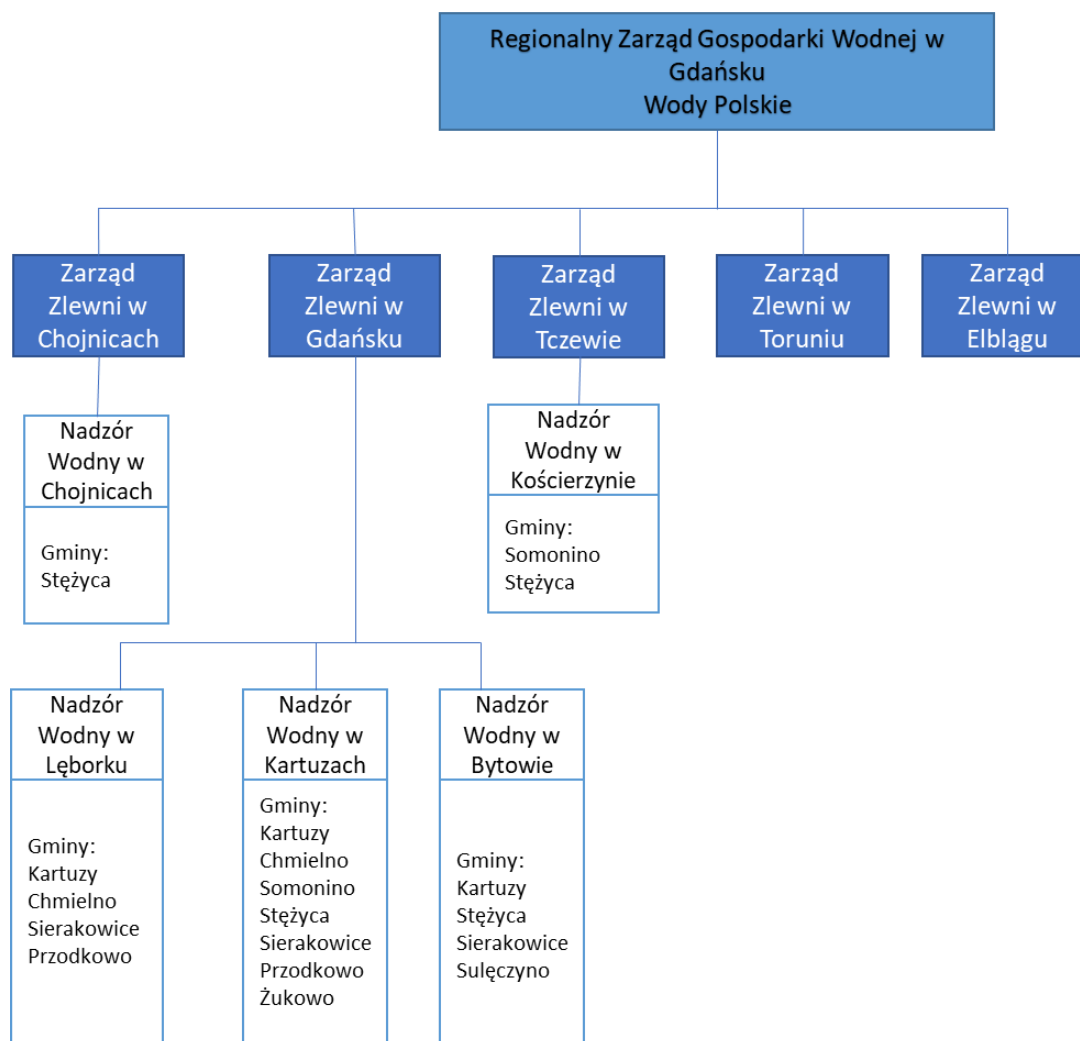 Regionalny Zarząd Gospodarki Wodnej w
Gdańsku
Wody Polskie
Zarząd
Zlewni w
Chojnicach
Zarząd
Zlewni w
Gdańsku
Zarząd
Zlewni w
Tczewie
Zarząd
Zlewni w
Toruniu
Zarząd
Zlewni w
Elblągu
Nadzór
Wodny w
Chojnicach
Gminy:
Stężyca
Nadzór
Wodny w
Kościerzynie
Gminy:
Somonino
Stężyca
Nadzór
Wodny w
Lęborku
Gminy:
Kartuzy
Chmielno
Sierakowice
Przodkowo
Nadzór
Wodny w
Kartuzach
Gminy:
Kartuzy
Chmielno
Somonino
Stężyca
Sierakowice
Przodkowo
Żukowo
Nadzór
Wodny w
Bytowie
Gminy:
Kartuzy
Stężyca
Sierakowice
Sulęczyno